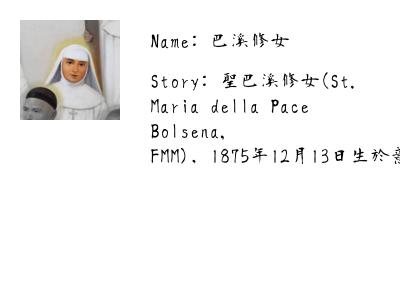 Name: 巴溪修女
Story: 聖巴溪修女(St.
Maria della Pace
Bolsena,
FMM), 1875年12月13日生於